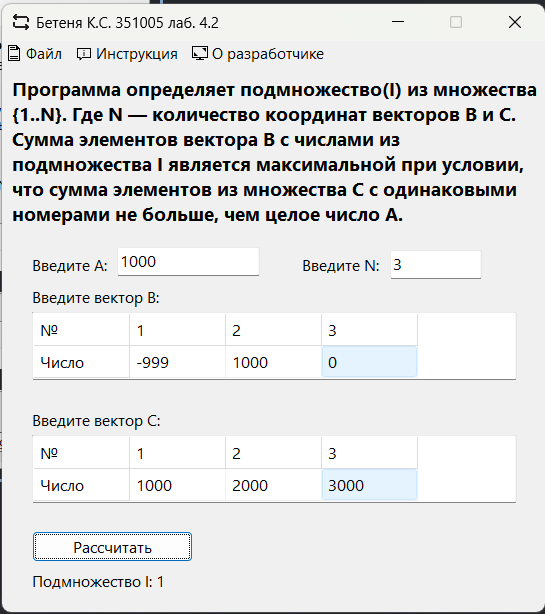 Бетеня К.С. 351005 лаб. 4.2
Файл Инструкция О разработчике
Программа определяет подмножество(I) из множества
{1..N}. Где N — количество координат векторов B и C.
Сумма элементов вектора B с числами из
подмножества I является максимальной при условии,
что сумма элементов из множества C с одинаковыми
номерами не больше, чем целое число A.
Введите A: 1000 Введите N: 3
Введите вектор B:
№ 1 2 3
Число -999 1000 0
Введите вектор C:
№ 1 2 3
Число 1000 2000 3000
Рассчитать
Подмножество I: 1